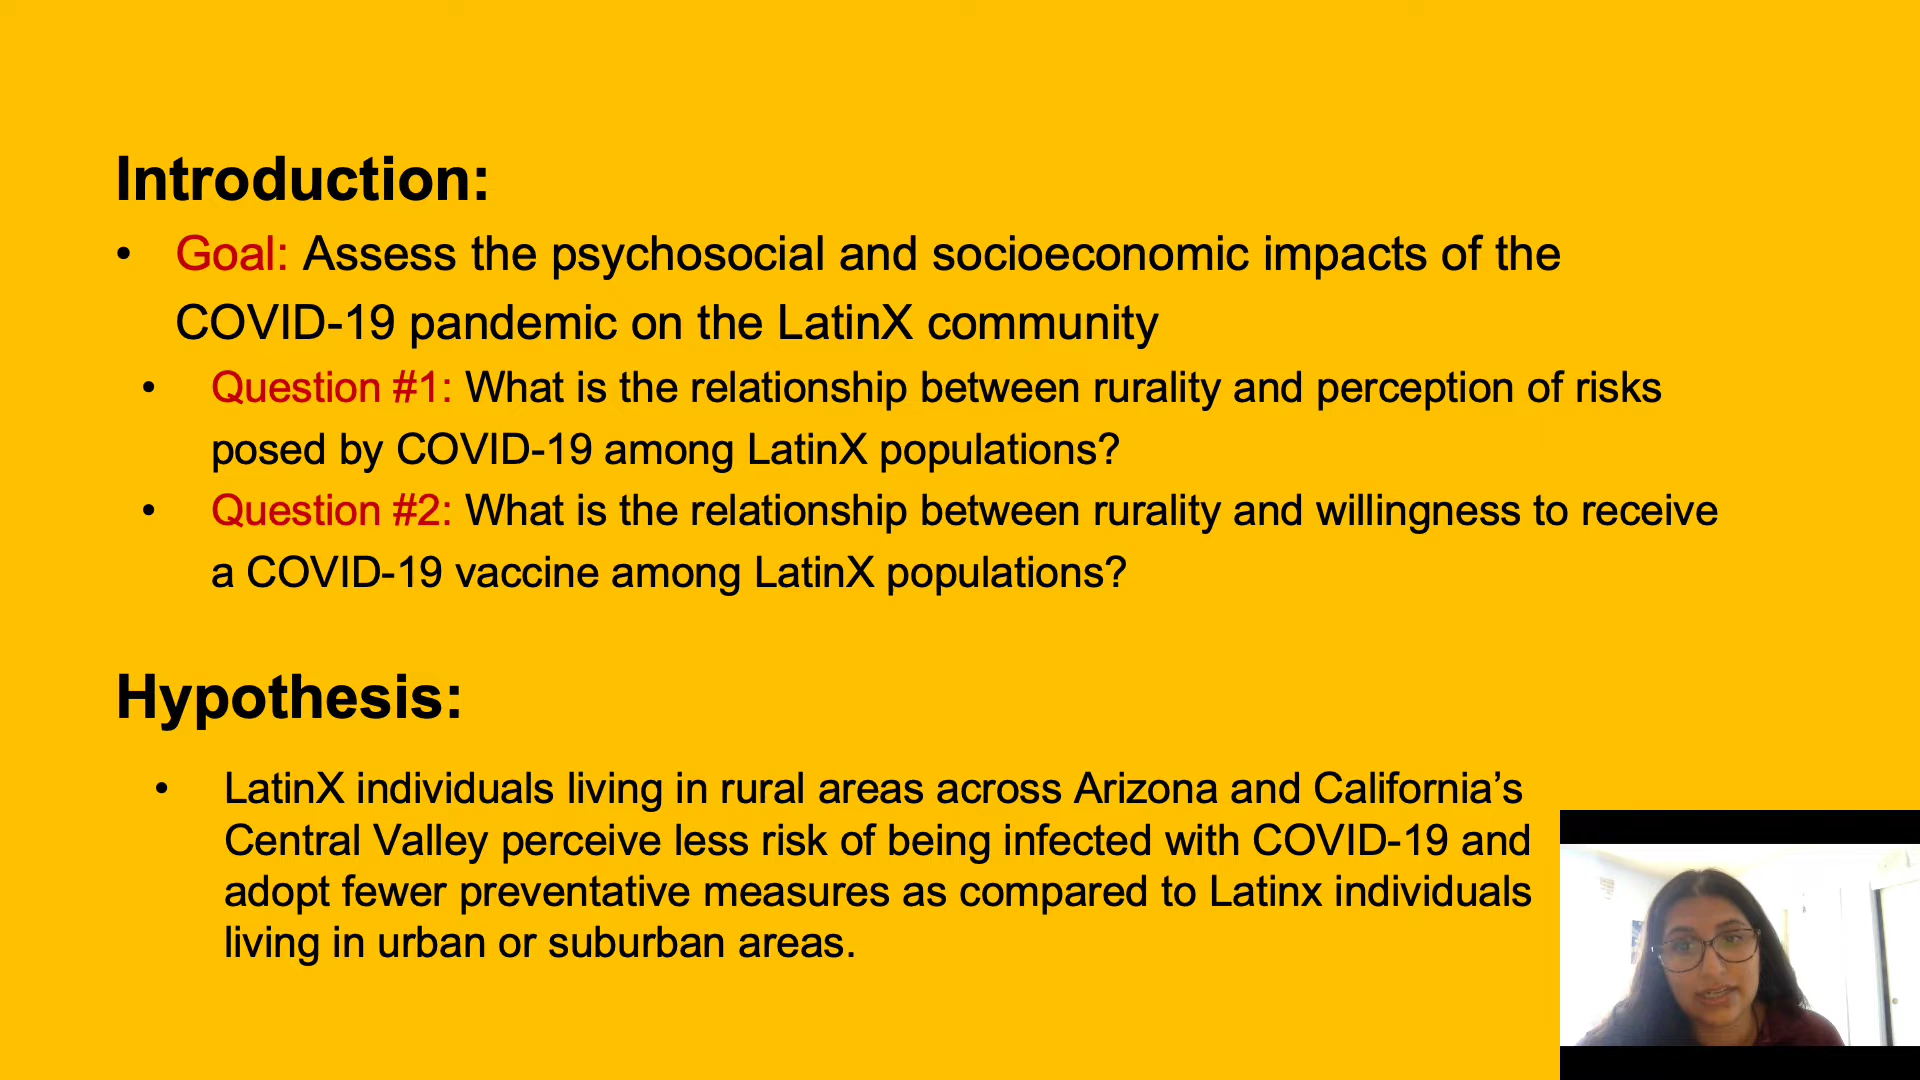 Introduction:
• Goal: Assess the psychosocial and socioeconomic impacts of the
COVID-19 pandemic on the LatinX community
• Question #1: What is the relationship between rurality and perception of risks
posed by COVID-19 among LatinX populations?
• Question #2: What is the relationship between rurality and willingness to receive
a COVID-19 vaccine among LatinX populations?
Hypothesis:
• LatinX individuals living in rural areas across Arizona and California’s
Central Valley perceive less risk of being infected with COVID-19 and
adopt fewer preventative measures as compared to Latinx individuals
living in urban or suburban areas.